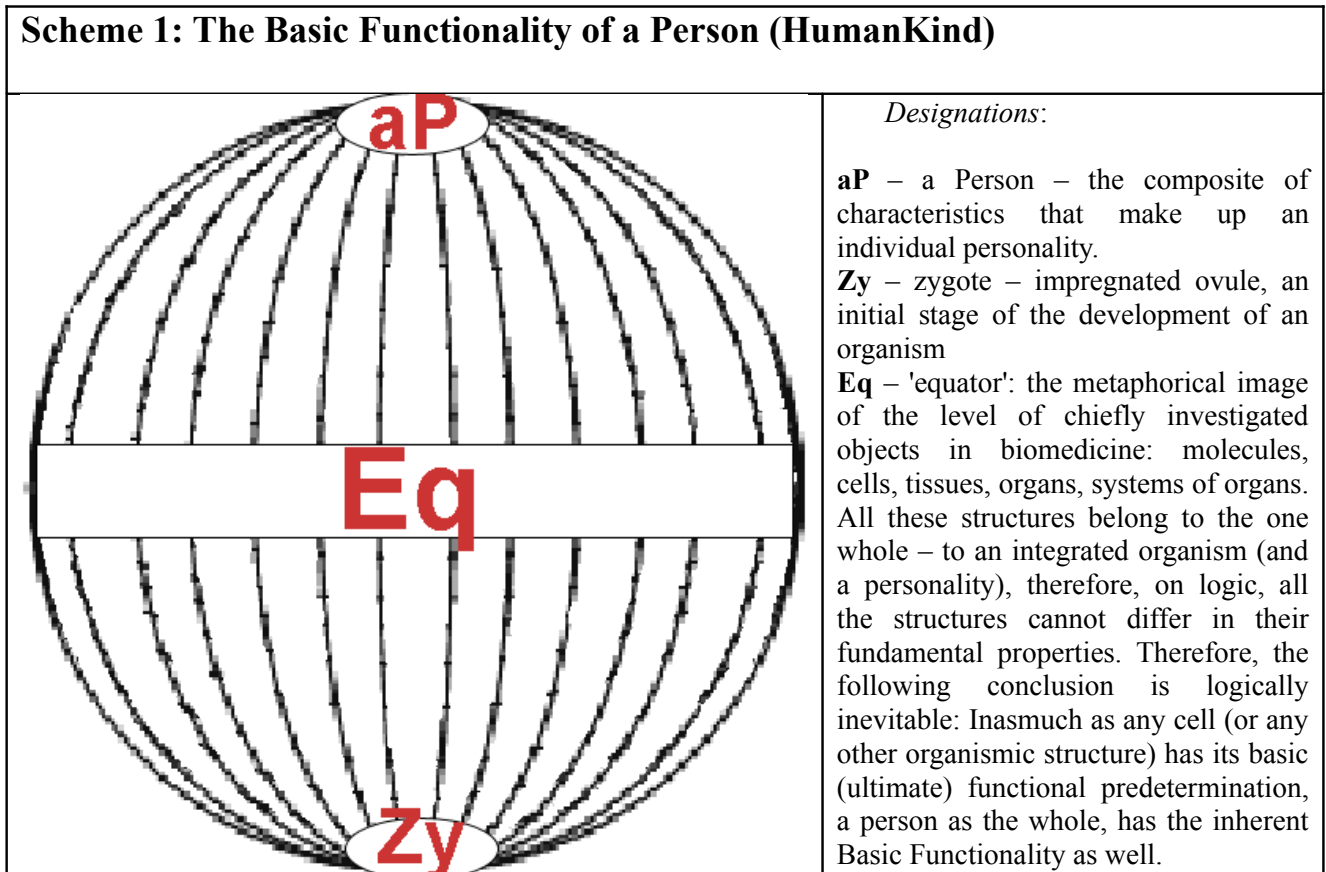 Scheme 1: The Basic Functionality of a Person (HumanKind)
aP
Eq
Zy
Designations:
aP – a Person – the composite of
characteristics that make up an
individual personality.
Zy – zygote – impregnated ovule, an
initial stage of the development of an
organism
Eq – 'equator': the metaphorical image
of the level of chiefly investigated
objects in biomedicine: molecules,
cells, tissues, organs, systems of organs.
All these structures belong to the one
whole – to an integrated organism (and
a personality), therefore, on logic, all
the structures cannot differ in their
fundamental properties. Therefore, the
following conclusion is logically
inevitable: Inasmuch as any cell (or any
other organismic structure) has its basic
(ultimate) functional predetermination,
a person as the whole, has the inherent
Basic Functionality as well.